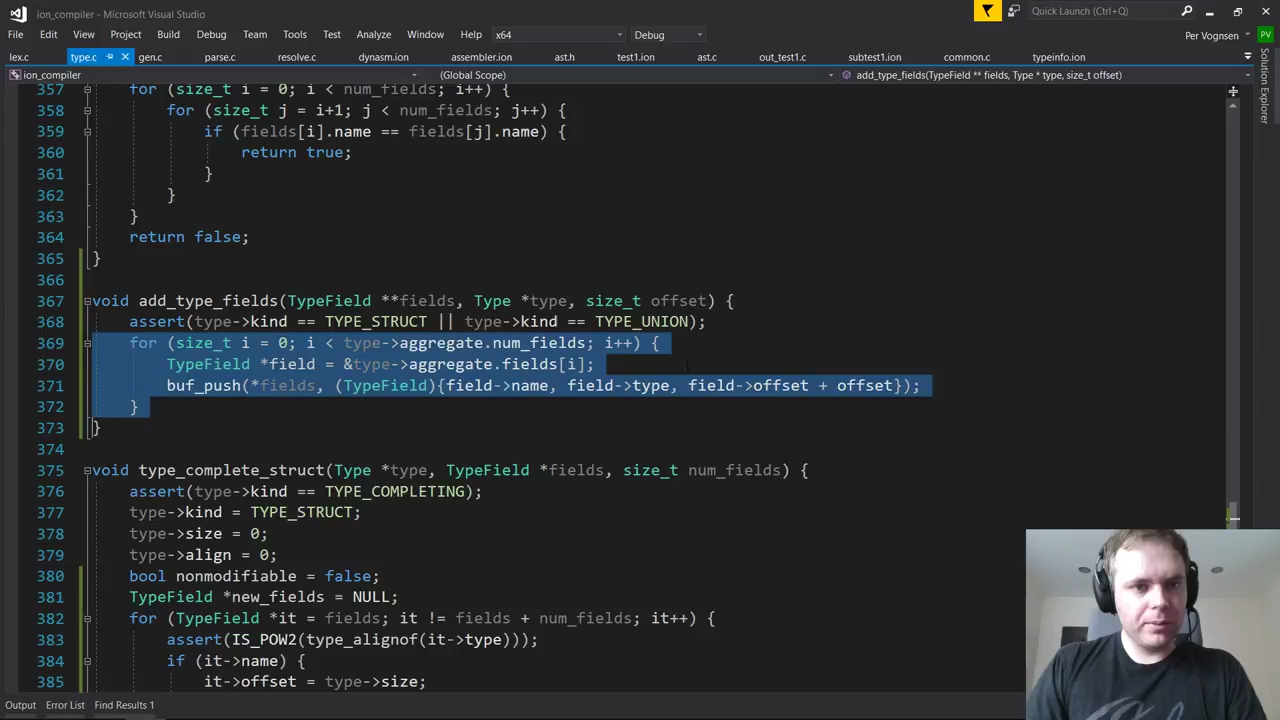 ion_compiler - Microsoft Visual Studio
Quick Launch (Ctrl+Q)
File Edit View Project Build Debug Team Tools Test Analyze Window Help x64 Debug Per Vognsen PV
lex.c type.c gen.c parse.c resolve.c dynasm.ion assembler.ion ast.h test1.ion ast.c out_test1.c subtest1.ion common.c typeinfo.ion
Solution Explorer
ion_compiler (Global Scope) add_type_fields(TypeField ** fields, Type * type, size_t offset)
357 for (size_t i = 0; i < num_fields; i++) {
358 for (size_t j = i+1; j < num_fields; j++) {
359 if (fields[i].name == fields[j].name) {
360 return true;
361 }
362 }
363 }
364 return false;
365 }
366
367 void add_type_fields(TypeField **fields, Type *type, size_t offset) {
368 assert(type->kind == TYPE_STRUCT || type->kind == TYPE_UNION);
369 for (size_t i = 0; i < type->aggregate.num_fields; i++) {
370 TypeField *field = &type->aggregate.fields[i];
371 buf_push(*fields, (TypeField){field->name, field->type, field->offset + offset});
372 }
373 }
374
375 void type_complete_struct(Type *type, TypeField *fields, size_t num_fields) {
376 assert(type->kind == TYPE_COMPLETING);
377 type->kind = TYPE_STRUCT;
378 type->size = 0;
379 type->align = 0;
380 bool nonmodifiable = false;
381 TypeField *new_fields = NULL;
382 for (TypeField *it = fields; it != fields + num_fields; it++) {
383 assert(IS_POW2(type_alignof(it->type)));
384 if (it->name) {
385 it->offset = type->size;
Output Error List Find Results 1